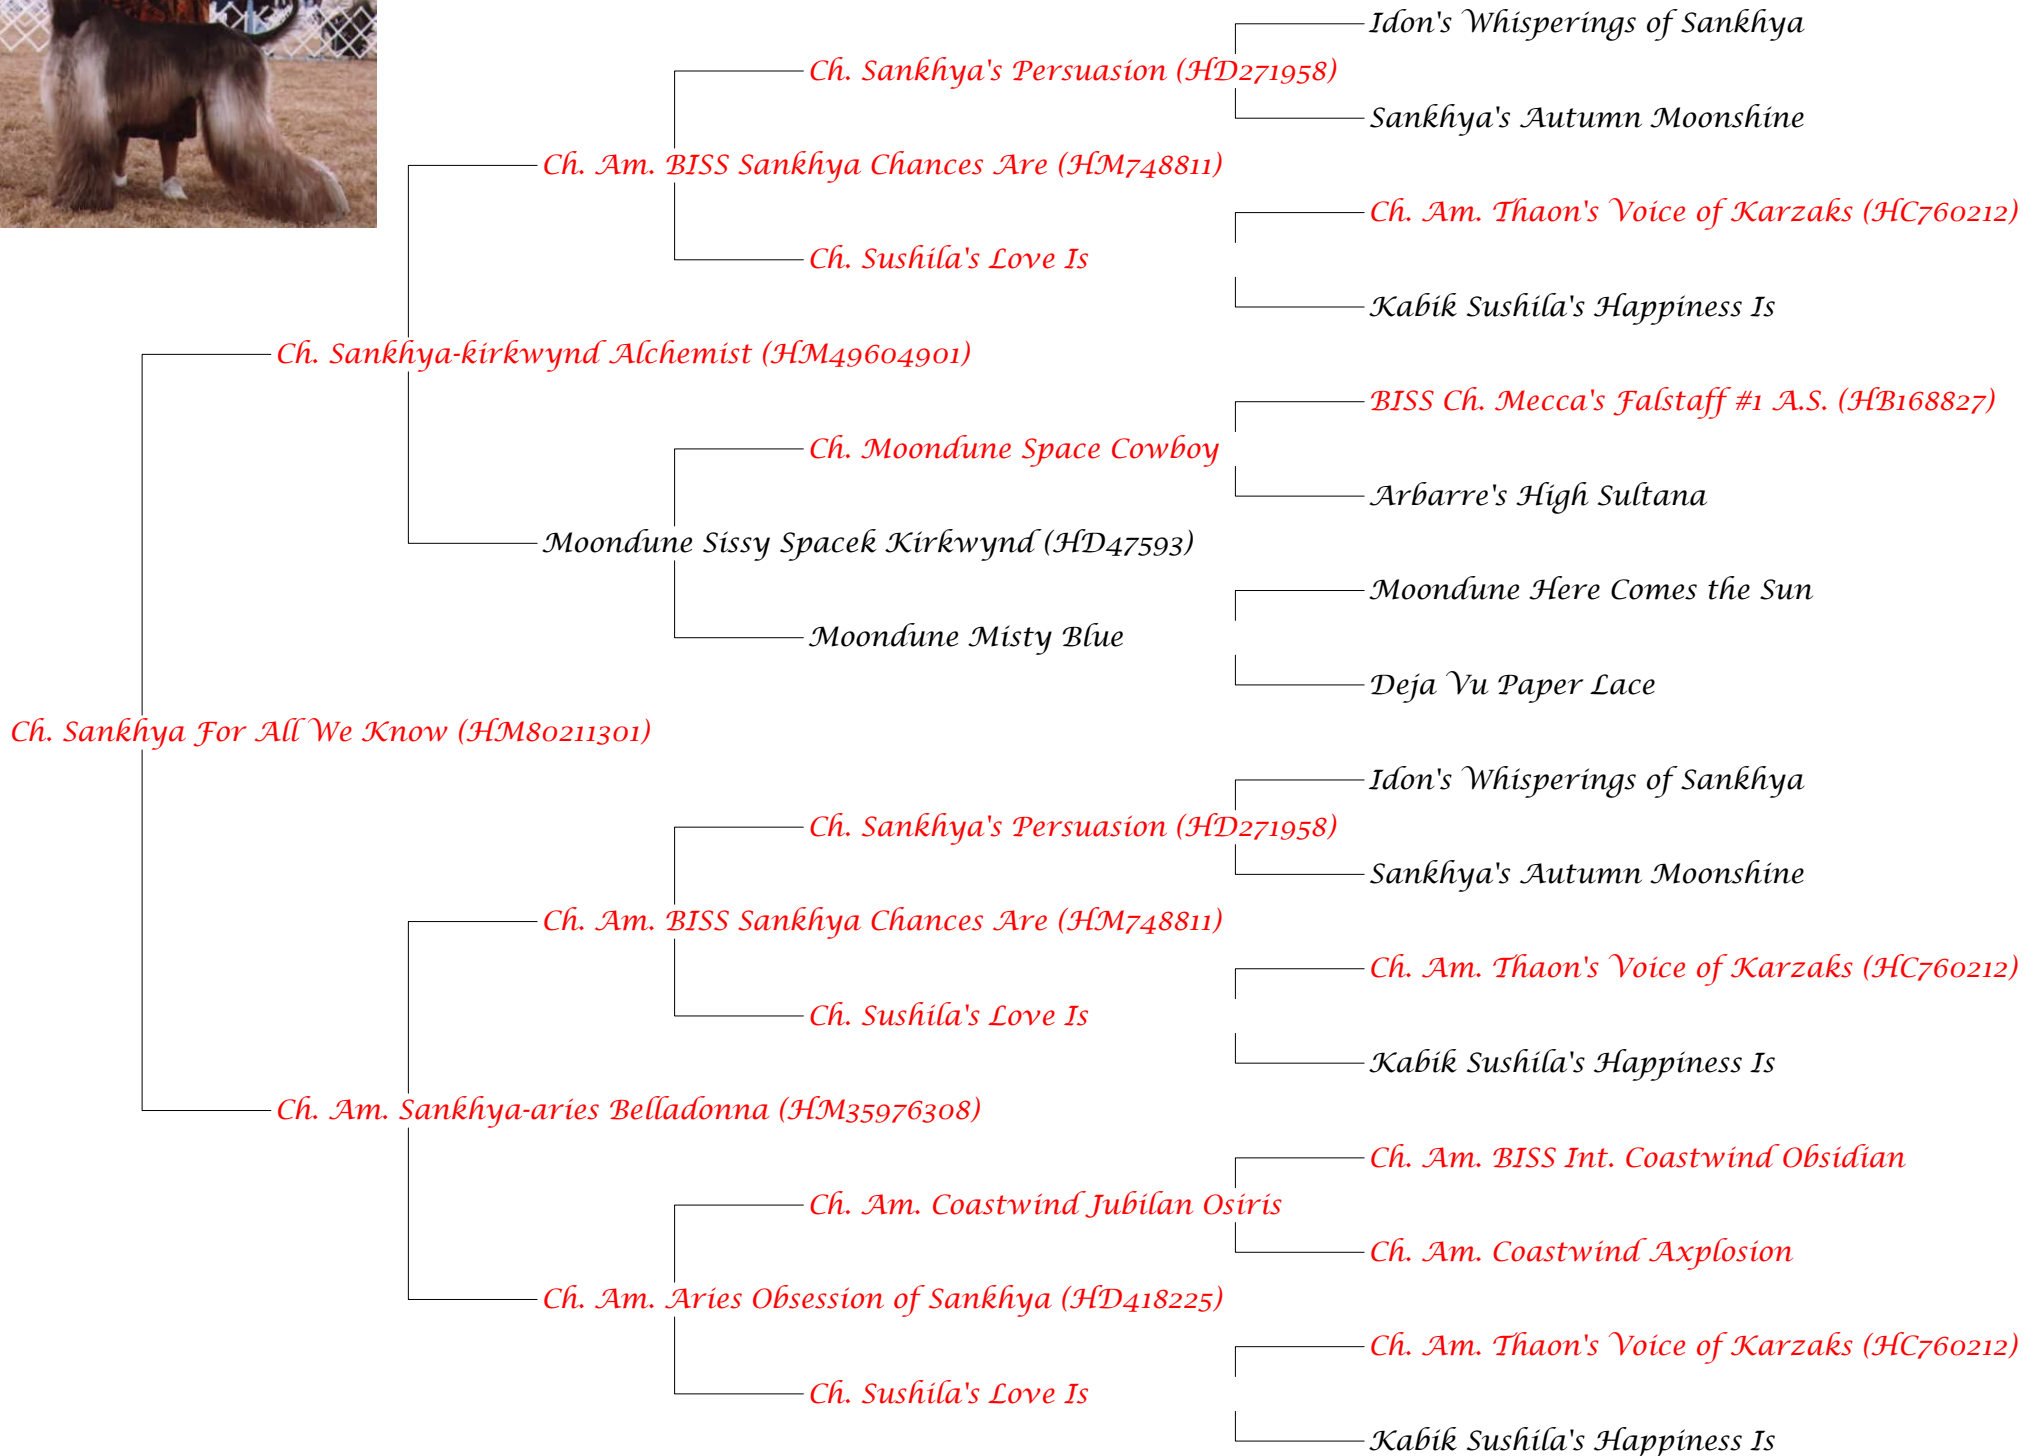 Idon's Whisperings of Sankhya
Ch. Sankhya's Persuasion (HD271958)
Sankhya's Autumn Moonshine
Ch. Am. BISS Sankhya Chances Are (HM748811)
Ch. Am. Thaon's Voice of Karzaks (HC760212)
Ch. Sushila's Love Is
Kabik Sushila's Happiness Is
Ch. Sankhya-kirkwynd Alchemist (HM49604901)
BISS Ch. Mecca's Falstaff #1 A.S. (HB168827)
Ch. Moondune Space Cowboy
Arbarre's High Sultana
Moondune Sissy Spacek Kirkwynd (HD47593)
Moondune Here Comes the Sun
Moondune Misty Blue
Deja Vu Paper Lace
Ch. Sankhya For All We Know (HM80211301)
Idon's Whisperings of Sankhya
Ch. Sankhya's Persuasion (HD271958)
Sankhya's Autumn Moonshine
Ch. Am. BISS Sankhya Chances Are (HM748811)
Ch. Am. Thaon's Voice of Karzaks (HC760212)
Ch. Sushila's Love Is
Kabik Sushila's Happiness Is
Ch. Am. Sankhya-aries Belladonna (HM35976308)
Ch. Am. BISS Int. Coastwind Obsidian
Ch. Am. Coastwind Jubilan Osiris
Ch. Am. Coastwind Axplosion
Ch. Am. Aries Obsession of Sankhya (HD418225)
Ch. Am. Thaon's Voice of Karzaks (HC760212)
Ch. Sushila's Love Is
Kabik Sushila's Happiness Is